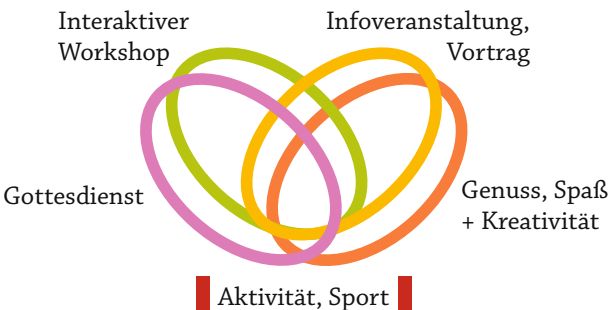 Interaktiver
Workshop
Infoveranstaltung,
Vortrag
Gottesdienst
Genuss, Spaß
+ Kreativität
Aktivität, Sport